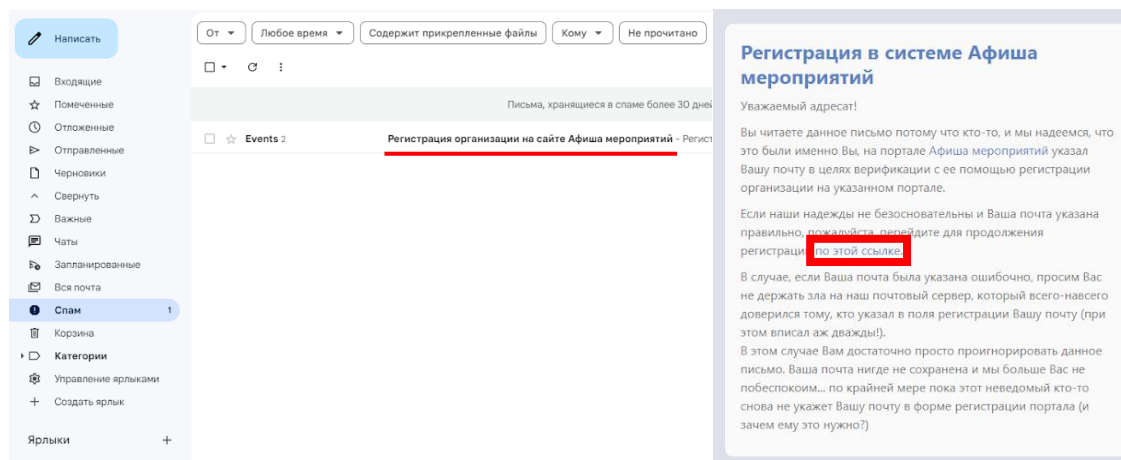 Написать
Входящие
Помеченные
Отложенные
Отправленные
Черновики
Свернуть
Важные
Чаты
Запланированные
Вся почта
Спам 1
Корзина
Категории
Управление ярлыками
Создать ярлык
Ярлыки +
От
Любое время
Содержит прикрепленные файлы
Кому
Не прочитано
Письма, хранящиеся в спаме более 30 дней
Events 2 Регистрация организации на сайте Афиша мероприятий -
Регистрация в системе Афиша
мероприятий
Уважаемый адресат!
Вы читаете данное письмо потому что кто-то, и мы надеемся, что
это были именно Вы, на портале Афиша мероприятий указал
Вашу почту в целях верификации с ее помощью регистрации
организации на указанном портале.
Если наши надежды не безосновательны и Ваша почта указана
правильно, пожалуйста, перейдите для продолжения
регистрации по этой ссылке.
В случае, если Ваша почта была указана ошибочно, просим Вас
не держать зла на наш почтовый сервер, который всего-навсего
доверился тому, кто указал в поля регистрации Вашу почту (при
этом вписал аж дважды!).
В этом случае Вам достаточно просто проигнорировать данное
письмо. Ваша почта нигде не сохранена и мы больше Вас не
побеспокоим... по крайней мере пока этот неведомый кто-то
снова не укажет Вашу почту в форме регистрации портала (и
зачем ему это нужно?)